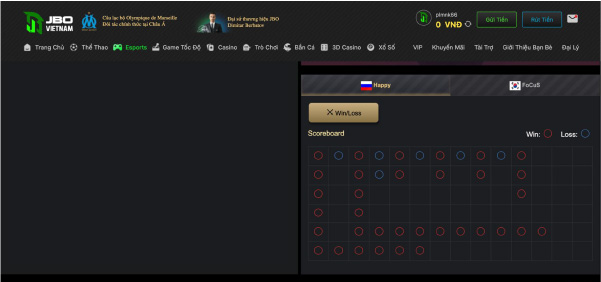 JBO
VIETNAM
Câu lạc bộ Olympique de Marseille
Đối tác chính thức tại Châu Á
Đại sứ thương hiệu JBO
Dimitar Berbatov
plmnk66
0 VNĐ
Gửi Tiền
Rút Tiền
Trang Chủ Thể Thao Esports Game Tốc Độ Casino Trò Chơi Bắn Cá 3D Casino Xổ Số VIP Khuyến Mãi Tài Trợ Giới Thiệu Bạn Bè Đại Lý
Happy
FoCuS
Win/Loss
Scoreboard
Win: Loss: